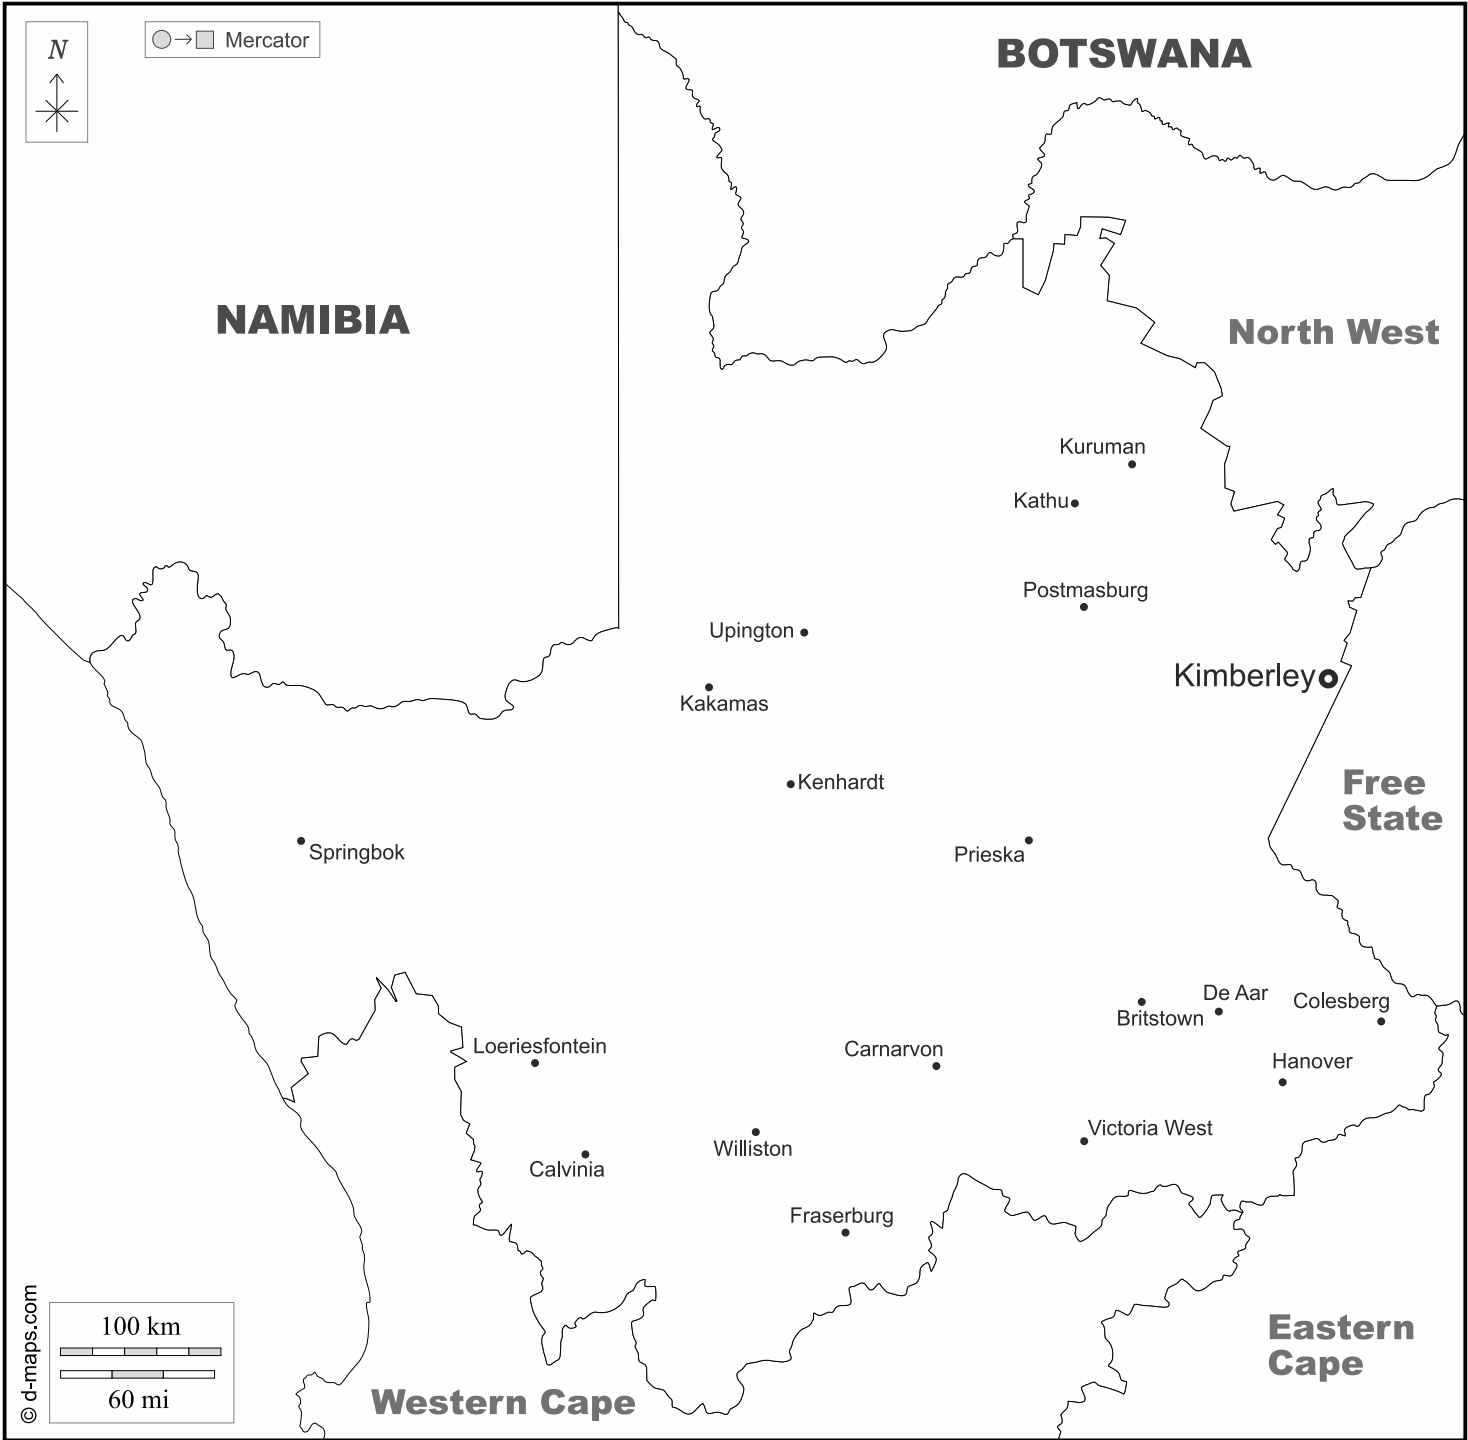 N
Mercator
BOTSWANA
NAMIBIA
North West
Kuruman
Kathu
Postmasburg
Upington
Kimberley
Kakamas
Kenhardt
Free
State
Springbok
Prieska
De Aar
Colesberg
Britstown
Loeriesfontein
Carnarvon
Hanover
Victoria West
Williston
Calvinia
Fraserburg
© d-maps.com
100 km
60 mi
Eastern
Cape
Western Cape